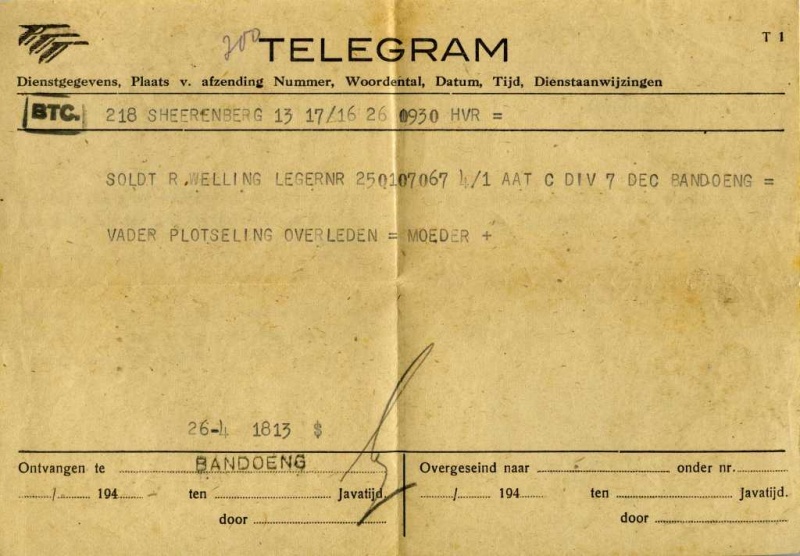 PTT
200
TELEGRAM
T 1
Dienstgegevens, Plaats v. afzending Nummer, Woordental, Datum, Tijd, Dienstaanwijzingen
BTC. 218 SHEERENBERG 13 17/16 26 0930 HVR =
SOLDT R.WELLING LEGERNR 250107067 4/1 AAT C DIV 7 DEC BANDOENG =
VADER PLOTSELING OVERLEDEN = MOEDER +
26-4 1813 $
Ontvangen te BANDOENG
/ 194 ten Javatijd.
door
Overgeseind naar onder nr.
/ 194 ten Javatijd.
door